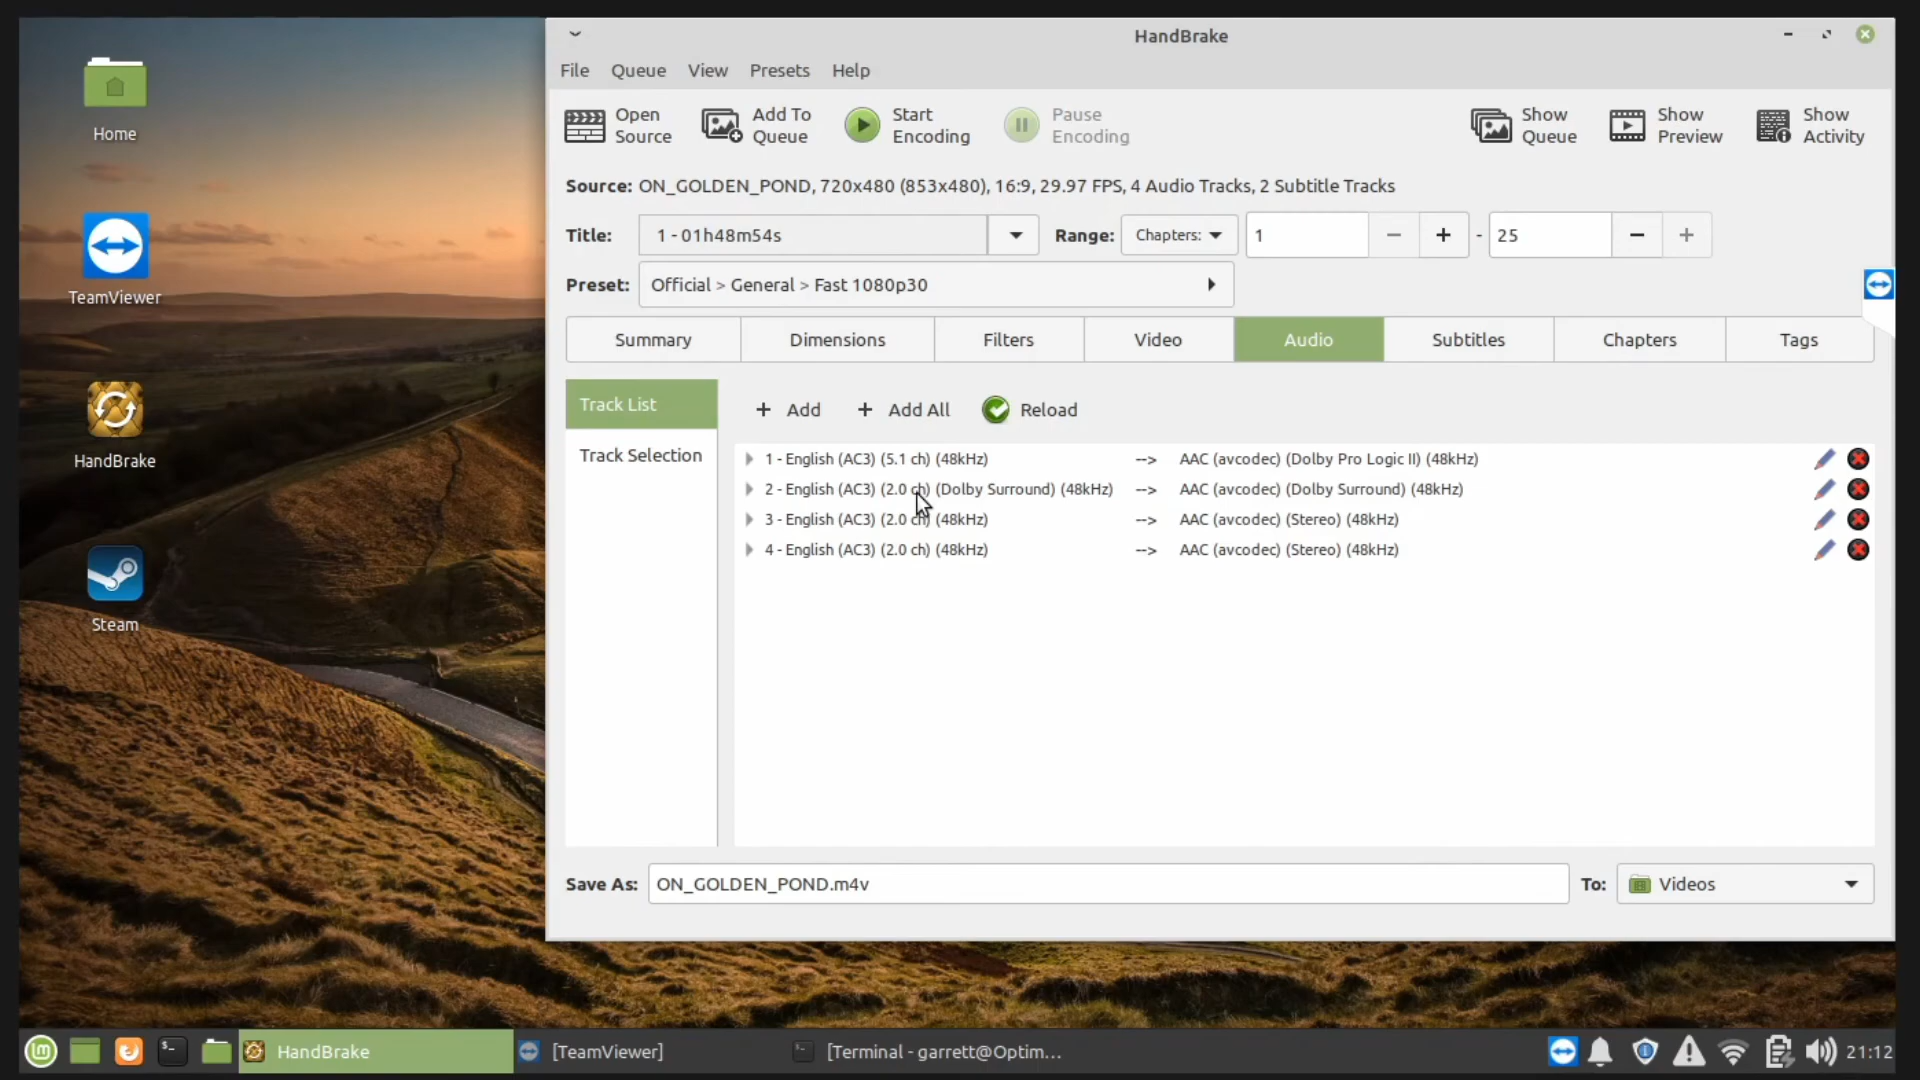 Home
TeamViewer
HandBrake
Steam
HandBrake
File Queue View Presets Help
Open Source
Add To Queue
Start Encoding
Pause Encoding
Show Queue
Show Preview
Show Activity
Source: ON_GOLDEN_POND, 720x480 (853x480), 16:9, 29.97 FPS, 4 Audio Tracks, 2 Subtitle Tracks
Title: 1 - 01h48m54s Range: Chapters: 1 - 25
Preset: Official > General > Fast 1080p30
Summary Dimensions Filters Video Audio Subtitles Chapters Tags
Track List
Track Selection
+ Add + Add All Reload
1 - English (AC3) (5.1 ch) (48kHz) --> AAC (avcodec) (Dolby Pro Logic II) (48kHz)
2 - English (AC3) (2.0 ch) (Dolby Surround) (48kHz) --> AAC (avcodec) (Dolby Surround) (48kHz)
3 - English (AC3) (2.0 ch) (48kHz) --> AAC (avcodec) (Stereo) (48kHz)
4 - English (AC3) (2.0 ch) (48kHz) --> AAC (avcodec) (Stereo) (48kHz)
Save As: ON_GOLDEN_POND.m4v To: Videos
HandBrake [TeamViewer] [Terminal - garrett@Optim... 21:12